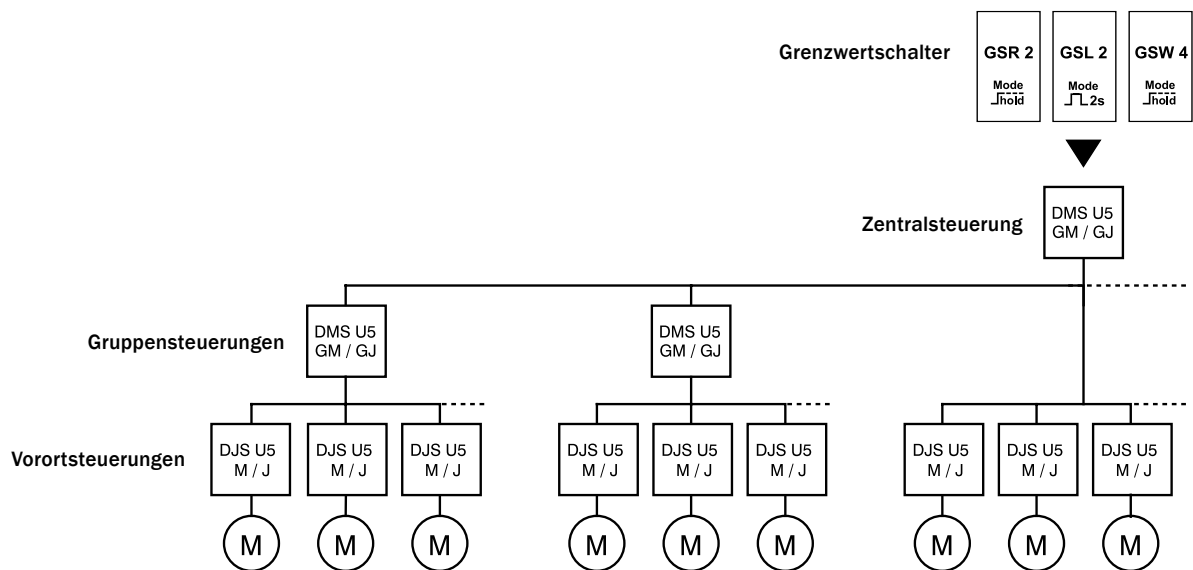 Grenzwertschalter
GSR 2
Mode
hold
GSL 2
Mode
2s
GSW 4
Mode
hold
Zentralsteuerung
DMS U5
GM / GJ
Gruppensteuerungen
DMS U5
GM / GJ
DMS U5
GM / GJ
Vorortsteuerungen
DJS U5
M / J
DJS U5
M / J
DJS U5
M / J
DJS U5
M / J
DJS U5
M / J
DJS U5
M / J
DJS U5
M / J
DJS U5
M / J
DJS U5
M / J
M
M
M
M
M
M
M
M
M